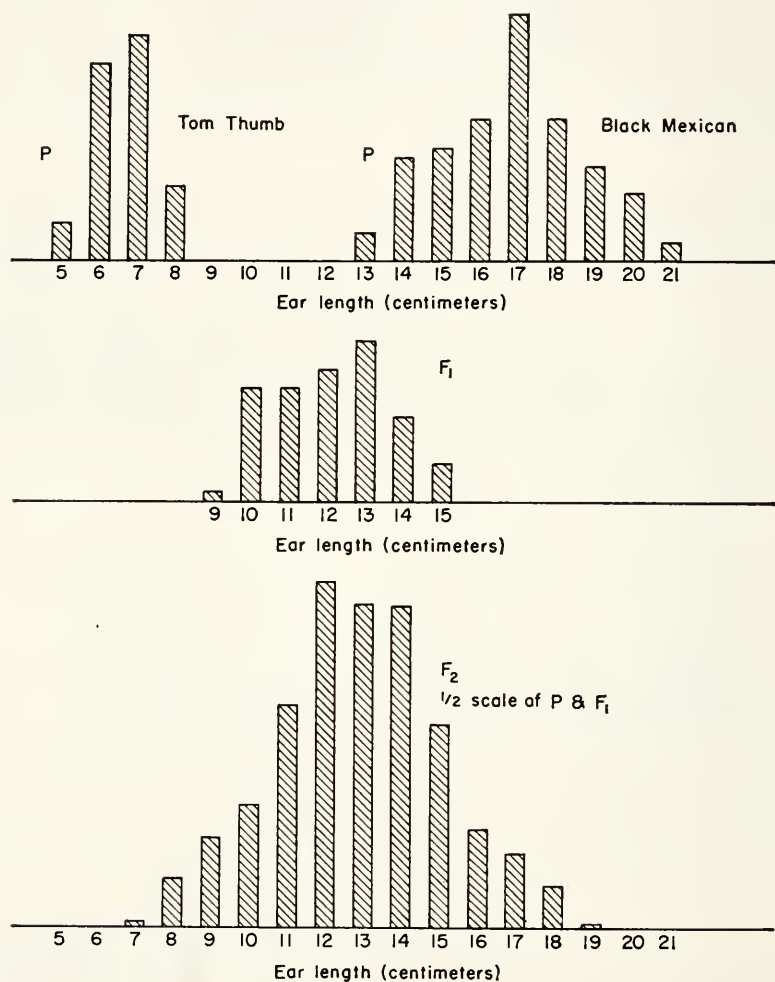 Tom Thumb
Black Mexican
P
P
5 6 7 8 9 10 11 12 13 14 15 16 17 18 19 20 21
Ear length (centimeters)
F₁
9 10 11 12 13 14 15
Ear length (centimeters)
F₂
1/2 scale of P & F₁
5 6 7 8 9 10 11 12 13 14 15 16 17 18 19 20 21
Ear length (centimeters)